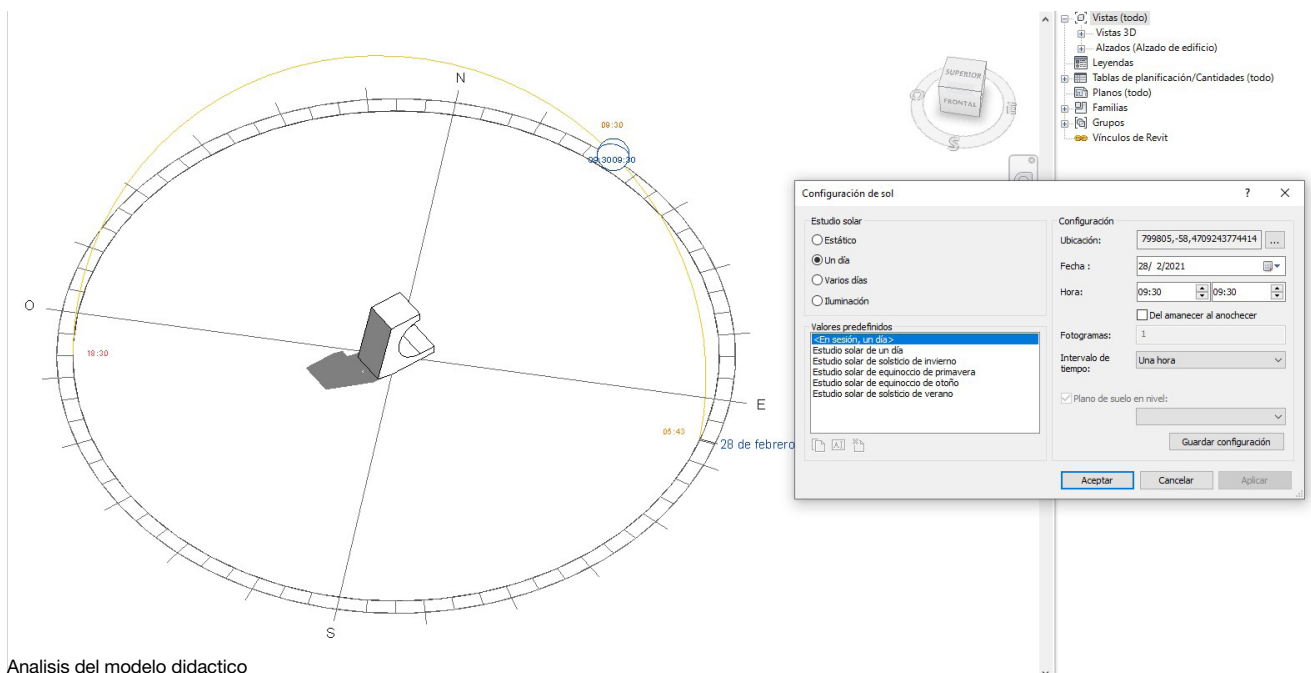 Vistas (todo)
Vistas 3D
Alzados (Alzado de edificio)
Leyendas
Tablas de planificación/Cantidades (todo)
Planos (todo)
Familias
Grupos
Vínculos de Revit
SUPERIOR
FRONTAL
O
E
S
N
09:30
09:3009:30
O
18:30
E
05:43
28 de febrero
S
Configuración de sol
? X
Estudio solar
Estático
Un día
Varios días
Iluminación
Valores predefinidos
<En sesión, un día>
Estudio solar de un día
Estudio solar de solsticio de invierno
Estudio solar de equinoccio de primavera
Estudio solar de equinoccio de otoño
Estudio solar de solsticio de verano
Configuración
Ubicación: 799805,-58,4709243774414 ...
Fecha : 28/ 2/2021
Hora: 09:30 09:30
Del amanecer al anochecer
Fotogramas: 1
Intervalo de tiempo: Una hora
Plano de suelo en nivel:
Guardar configuración
Aceptar Cancelar Aplicar
Analisis del modelo didactico